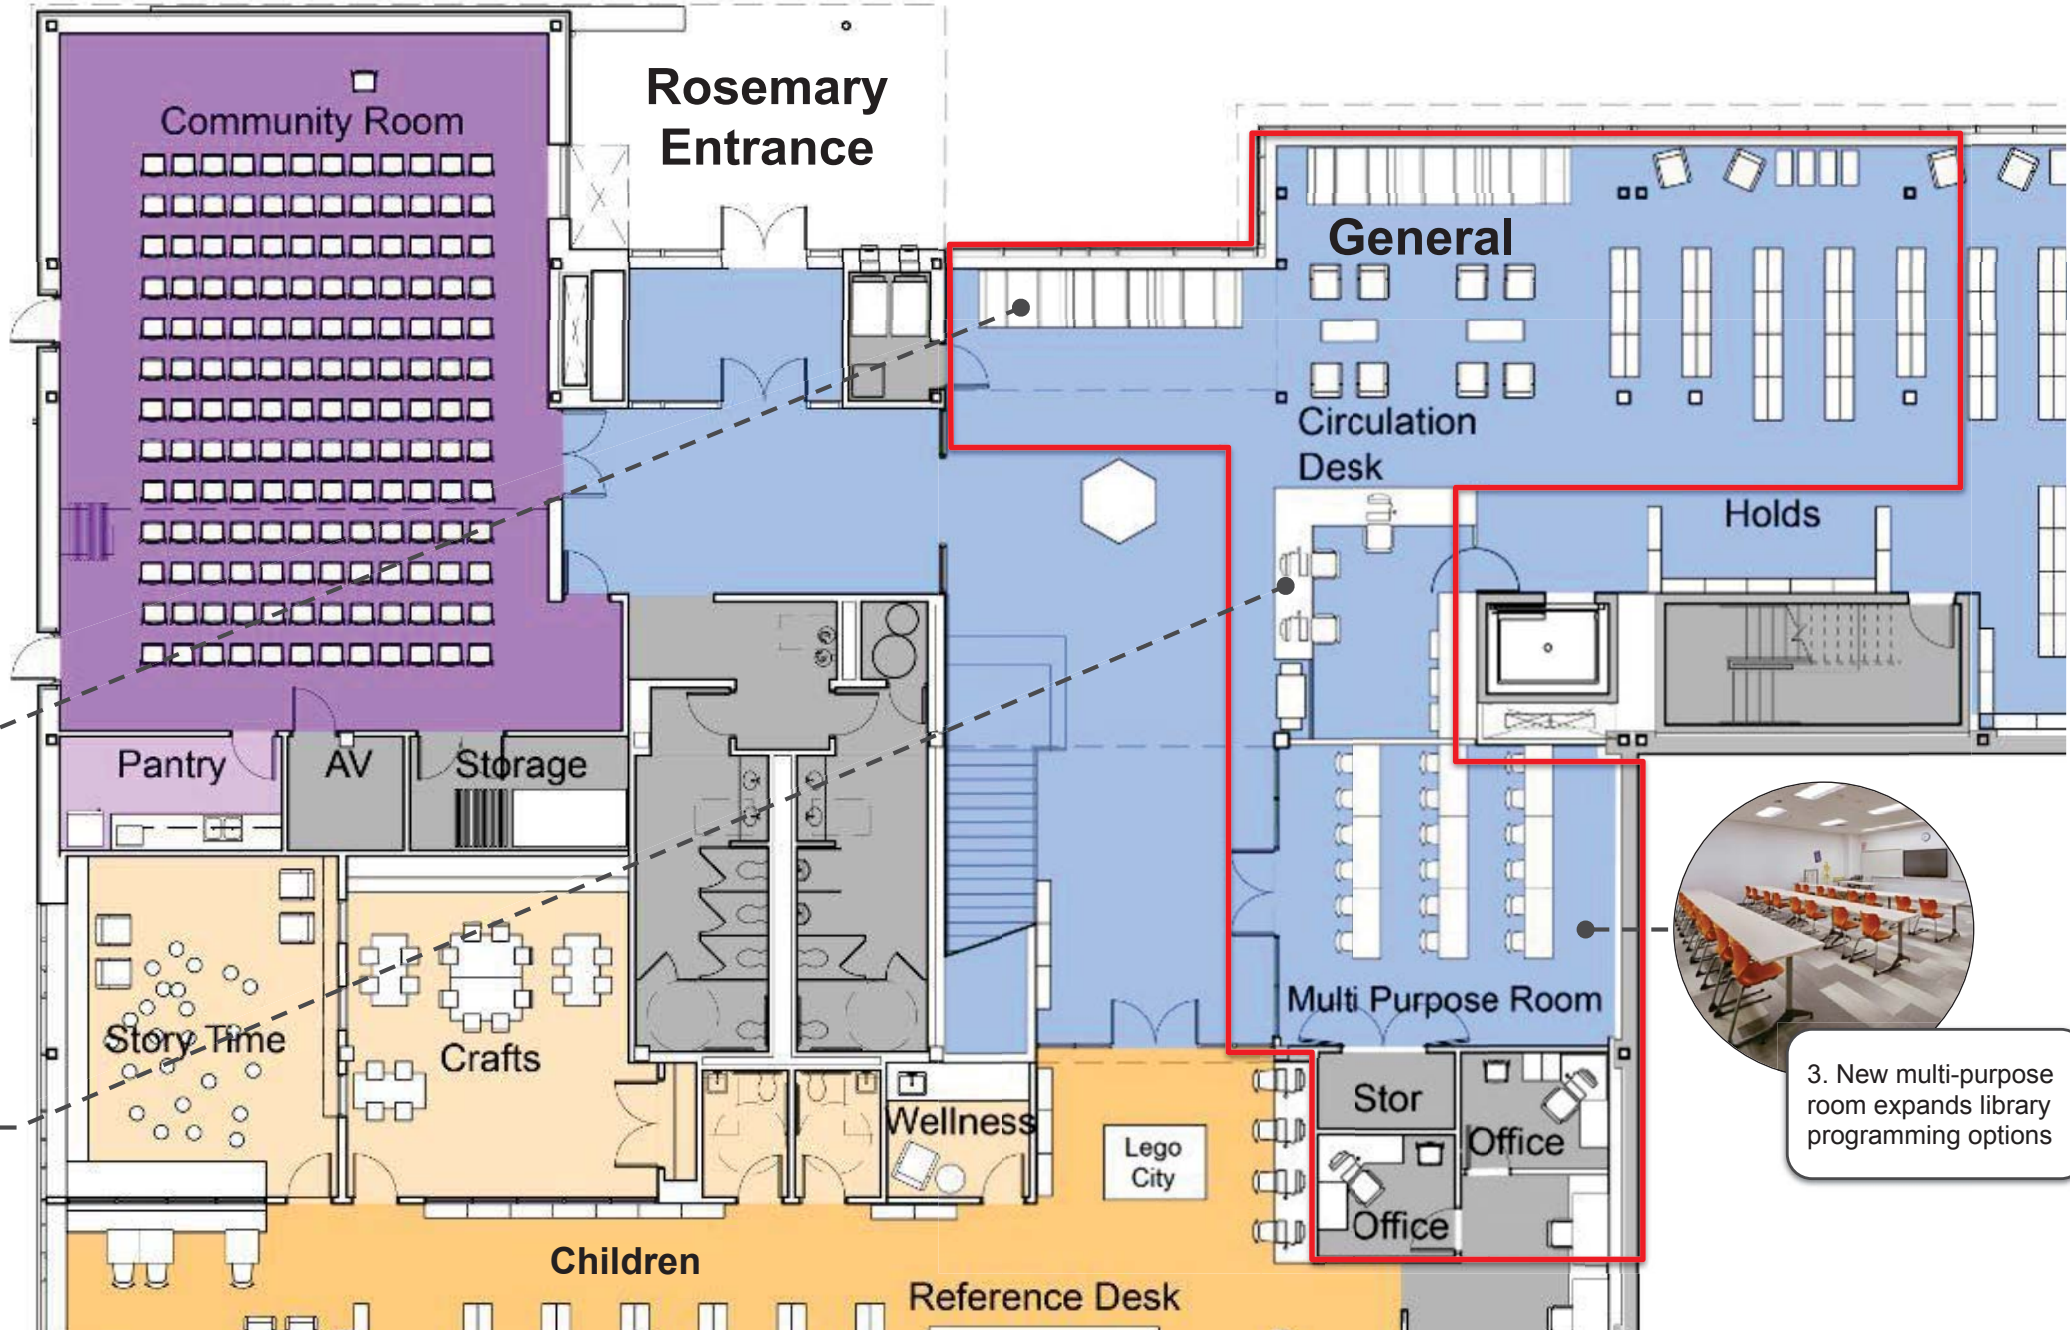 Rosemary
Entrance
Community Room
General
Circulation
Desk
Holds
Pantry
AV
Storage
Multi Purpose Room
Story Time
Crafts
Wellness
Lego
City
Stor
Office
Office
3. New multi-purpose
room expands library
programming options
Children
Reference Desk